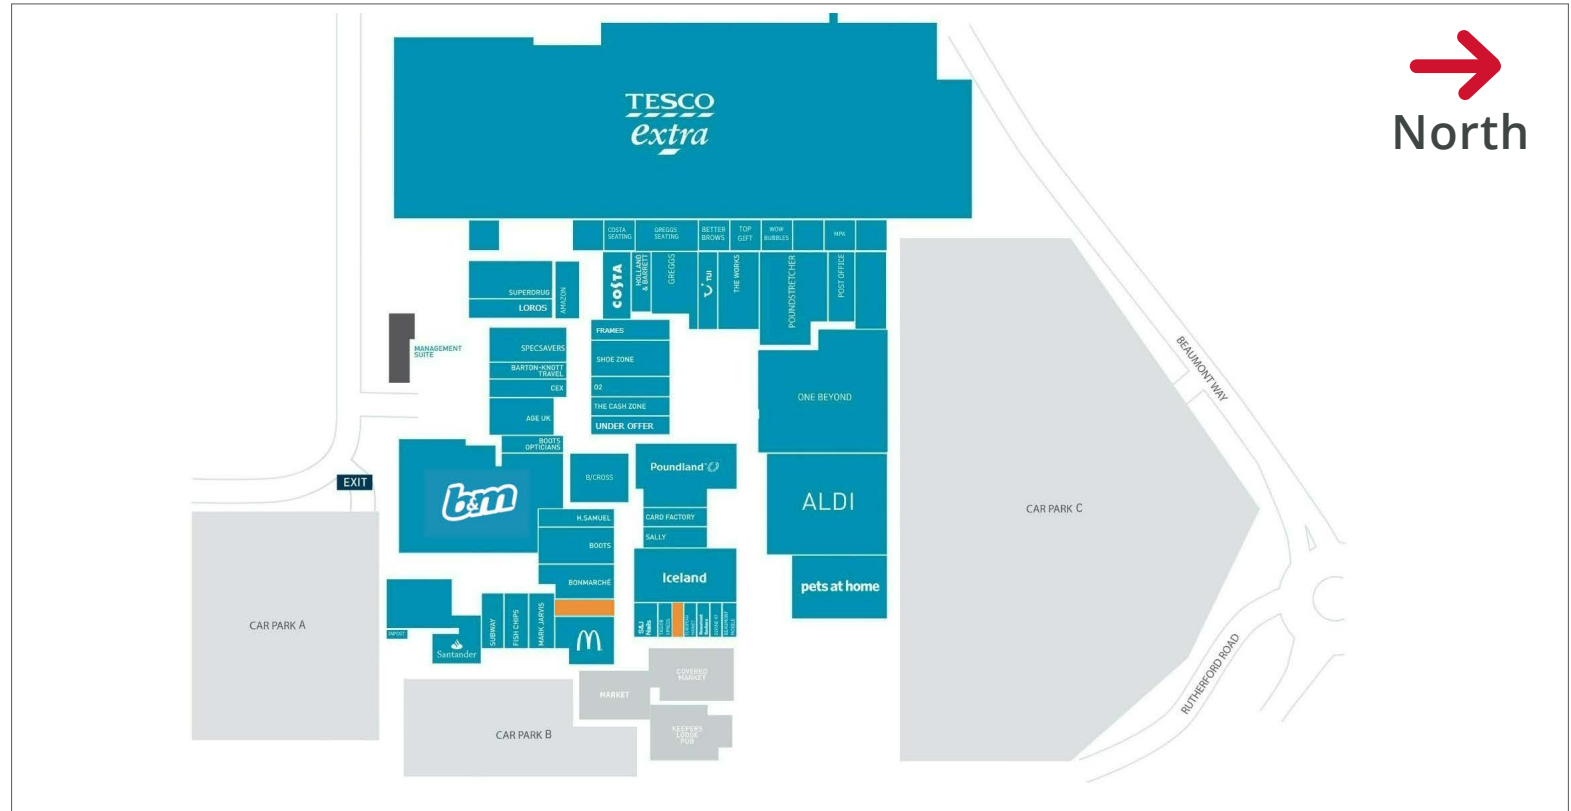 North
TESCO
extra
COSTA
SEATING
GREGGS
SEATING
BETTER
BROWS
TOP
GIFT
WOW
BUBBLES
MPA
SUPERDRUG
LOROS
AMAZON
COSTA
HOLLAND
& BARRETT
GREGGS
TUI
THE WORKS
POUNDSTRETCHER
POST OFFICE
MANAGEMENT
SUITE
SPECSAVERS
BARTON-KNOTT
TRAVEL
CEX
AGE UK
BOOTS
OPTICIANS
FRAMES
SHOE ZONE
O2
THE CASH ZONE
UNDER OFFER
ONE BEYOND
BEAUMONT WAY
EXIT
b&m
B/CROSS
Poundland
ALDI
CAR PARK C
H.SAMUEL
BOOTS
BONMARCHÉ
CARD FACTORY
SALLY
Iceland
pets at home
CAR PARK A
INPOST
Santander
SUBWAY
FISH CHIPS
MARK JARVIS
M
S&J
Nails
RUTHERFORD ROAD
MARKET
COVERED
MARKET
KEEPERS
LODGE
PUB
CAR PARK B